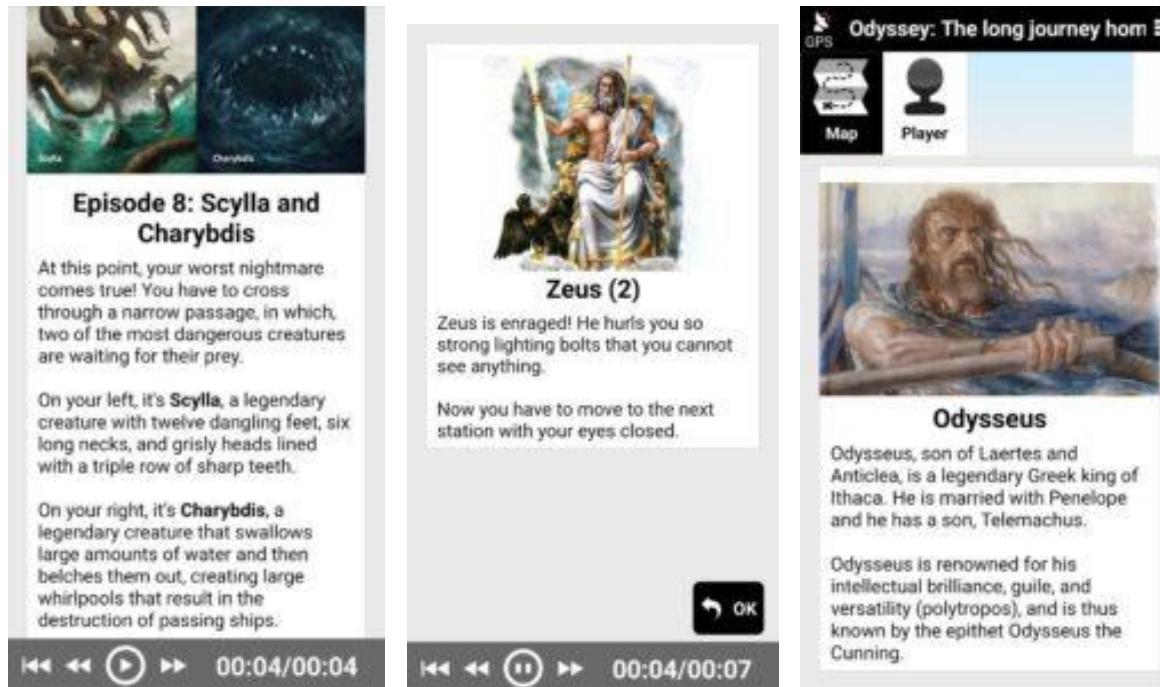 Scylla
Charybdis
Episode 8: Scylla and
Charybdis
At this point, your worst nightmare
comes true! You have to cross
through a narrow passage, in which,
two of the most dangerous creatures
are waiting for their prey.
On your left, it's Scylla, a legendary
creature with twelve dangling feet, six
long necks, and grisly heads lined
with a triple row of sharp teeth.
On your right, it's Charybdis, a
legendary creature that swallows
large amounts of water and then
belches them out, creating large
whirlpools that result in the
destruction of passing ships.
00:04/00:04
Zeus (2)
Zeus is enraged! He hurls you so
strong lighting bolts that you cannot
see anything.
Now you have to move to the next
station with your eyes closed.
OK
00:04/00:07
GPS
Odyssey: The long journey hom
Map
Player
Odysseus
Odysseus, son of Laertes and
Anticlea, is a legendary Greek king of
Ithaca. He is married with Penelope
and he has a son, Telemachus.
Odysseus is renowned for his
intellectual brilliance, guile, and
versatility (polytropos), and is thus
known by the epithet Odysseus the
Cunning.